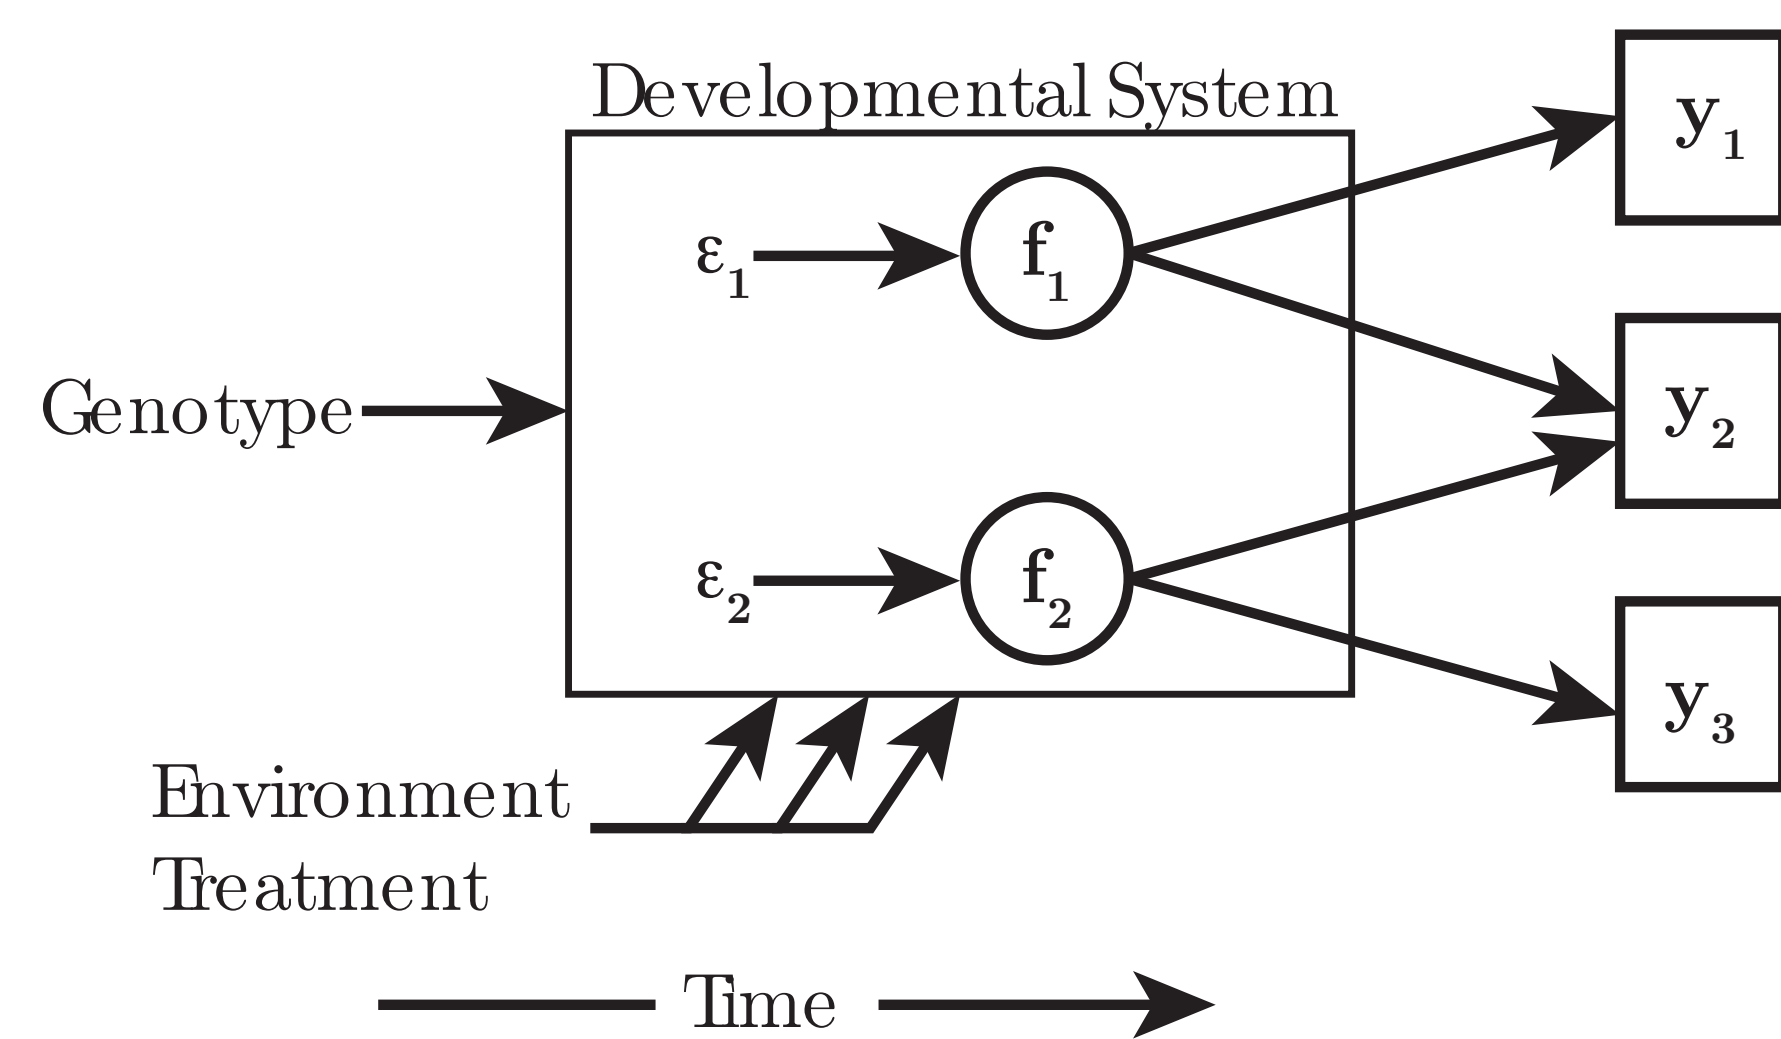 Developmental System
y1
ε1
f1
Genotype
y2
ε2
f2
y3
Environment
Treatment
Time